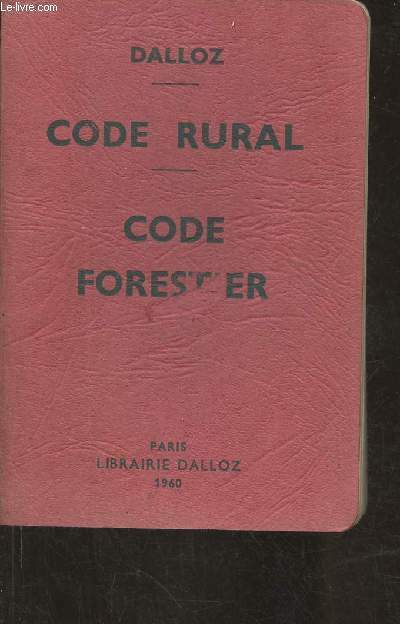 Le-livre.com
DALLOZ
CODE RURAL
CODE
FORESTIER
PARIS
LIBRAIRIE DALLOZ
1960